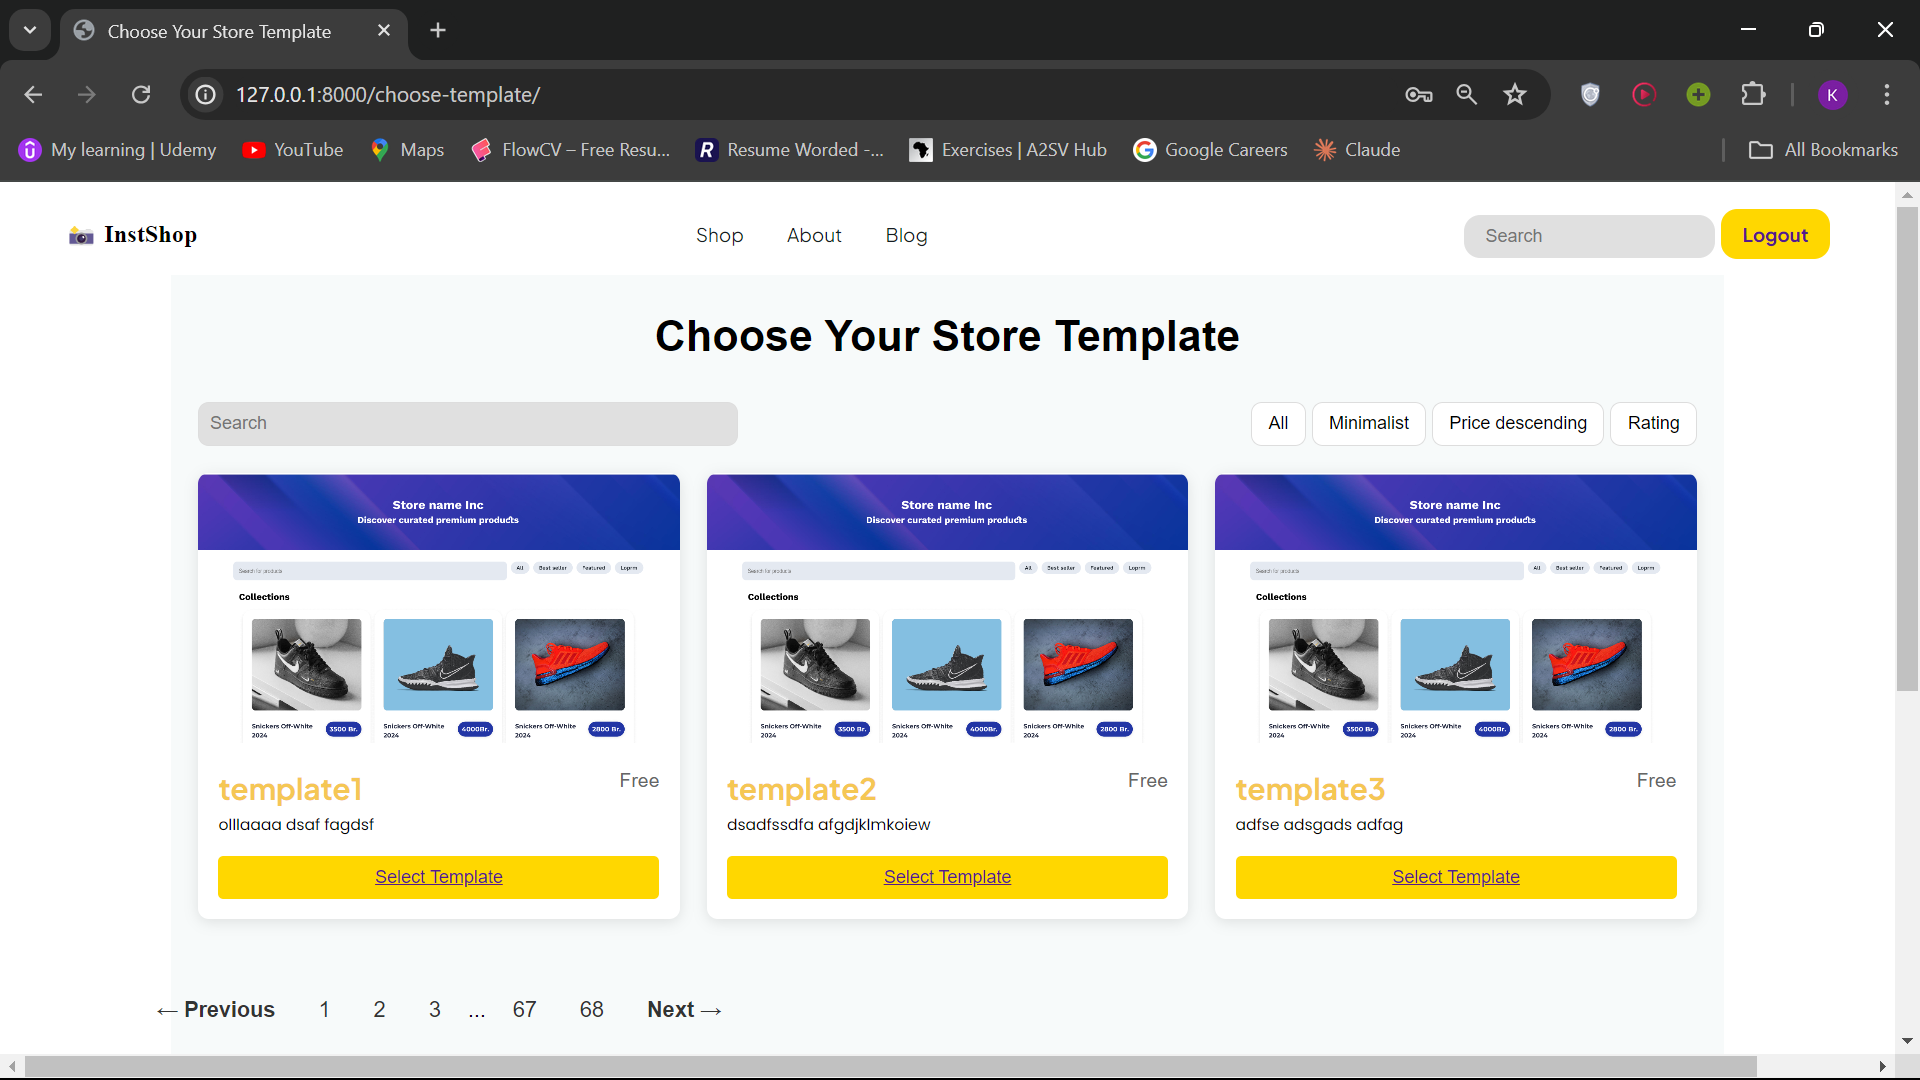 Choose Your Store Template
127.0.0.1:8000/choose-template/
K
My learning | Udemy
YouTube
Maps
FlowCV – Free Resu...
Resume Worded -...
Exercises | A2SV Hub
Google Careers
Claude
All Bookmarks
InstShop
Shop
About
Blog
Search
Logout
Choose Your Store Template
Search
All
Minimalist
Price descending
Rating
Store name Inc
Discover curated premium products
Search for products
All
Best seller
Featured
Loprm
Collections
Snickers Off-White
2024
3500 Br.
Snickers Off-White
2024
4000Br.
Snickers Off-White
2024
2800 Br.
template1
Free
olllaaaa dsaf fagdsf
Select Template
Store name Inc
Discover curated premium products
Search for products
All
Best seller
Featured
Loprm
Collections
Snickers Off-White
2024
3500 Br.
Snickers Off-White
2024
4000Br.
Snickers Off-White
2024
2800 Br.
template2
Free
dsadfssdfa afgdjklmkoiew
Select Template
Store name Inc
Discover curated premium products
Search for products
All
Best seller
Featured
Loprm
Collections
Snickers Off-White
2024
3500 Br.
Snickers Off-White
2024
4000Br.
Snickers Off-White
2024
2800 Br.
template3
Free
adfse adsgads adfag
Select Template
← Previous 1 2 3 ... 67 68 Next →